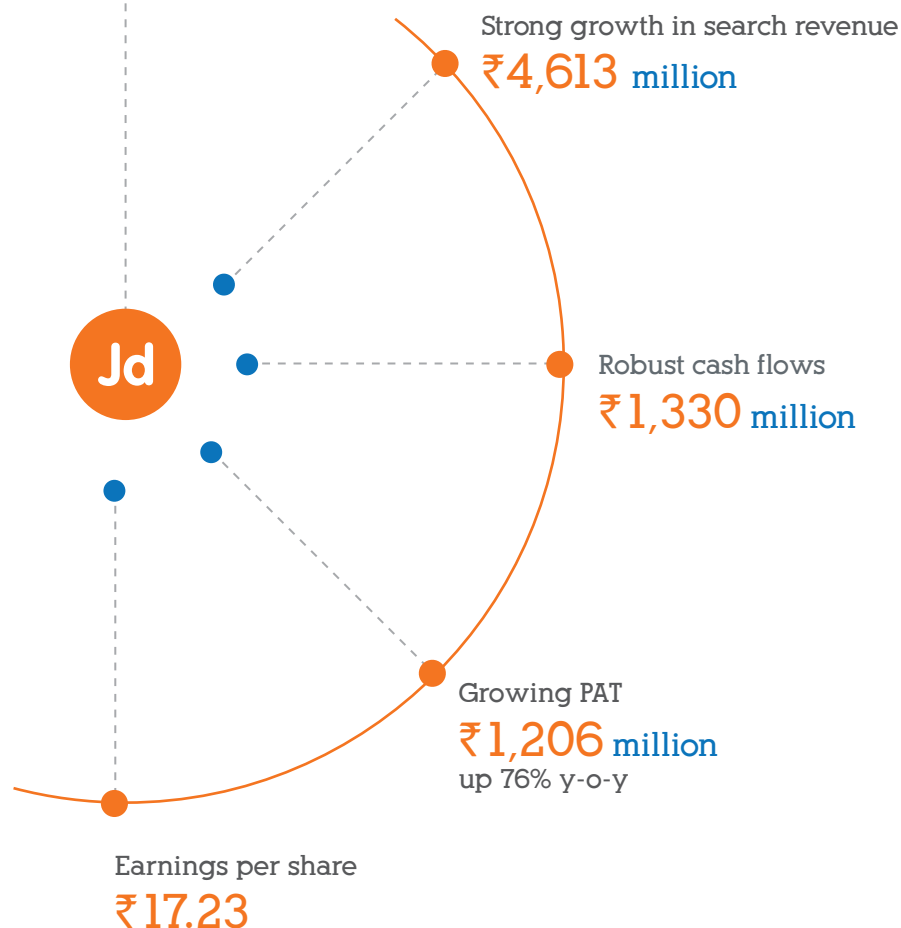 Strong growth in search revenue
₹4,613 million
Jd
Robust cash flows
₹1,330 million
Growing PAT
₹1,206 million
up 76% y-o-y
Earnings per share
₹17.23